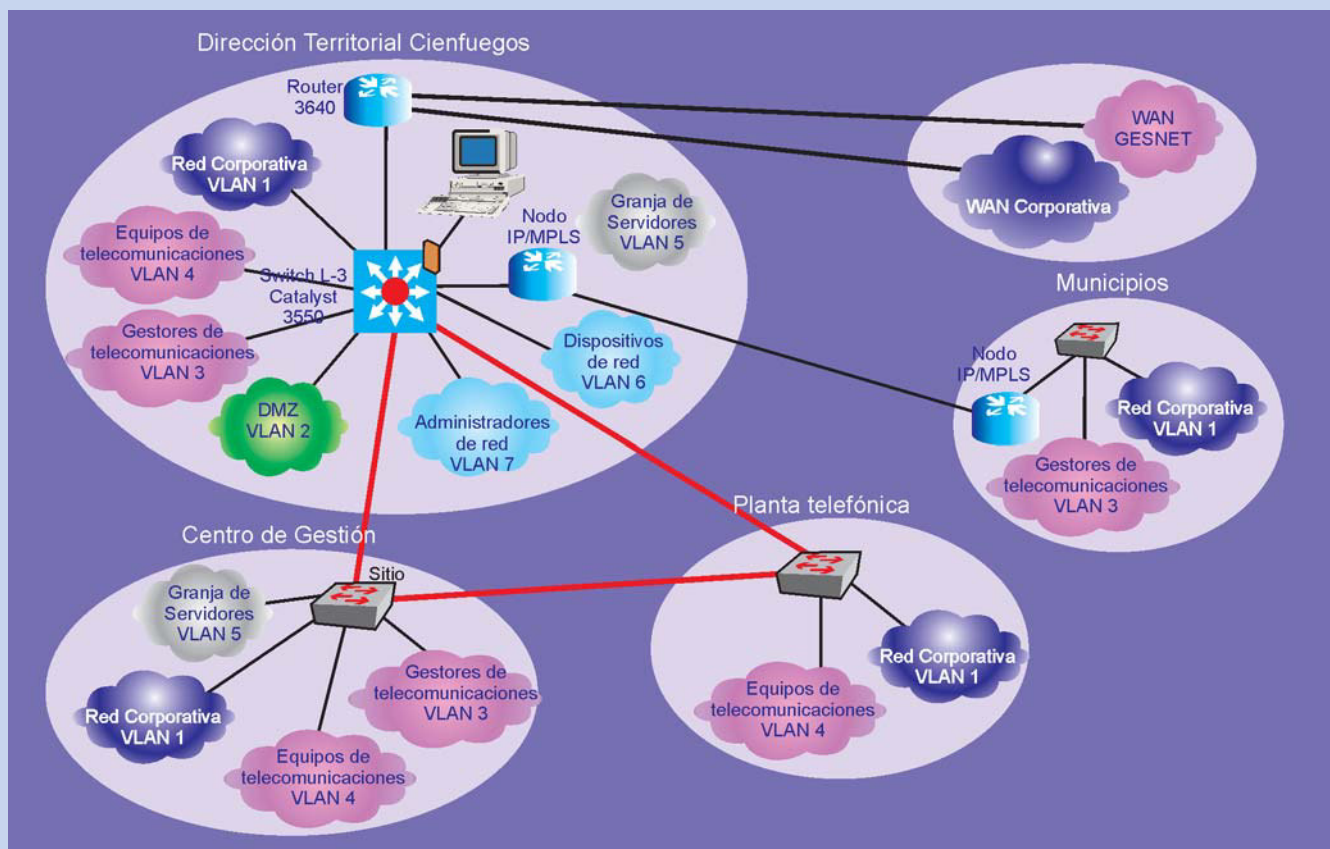 Dirección Territorial Cienfuegos
Router
3640
Red Corporativa
VLAN 1
Equipos de
telecomunicaciones
VLAN 4
Switch L-3
Catalyst
3550
Gestores de
telecomunicaciones
VLAN 3
DMZ
VLAN 2
Administradores
de red
VLAN 7
Dispositivos
de red
VLAN 6
Nodo
IP/MPLS
Granja de
Servidores
VLAN 5
WAN
GESNET
WAN Corporativa
Municipios
Nodo
IP/MPLS
Red Corporativa
VLAN 1
Gestores de
telecomunicaciones
VLAN 3
Centro de Gestión
Sitio
Granja de
Servidores
VLAN 5
Red Corporativa
VLAN 1
Equipos de
telecomunicaciones
VLAN 4
Gestores de
telecomunicaciones
VLAN 3
Planta telefónica
Equipos de
telecomunicaciones
VLAN 4
Red Corporativa
VLAN 1